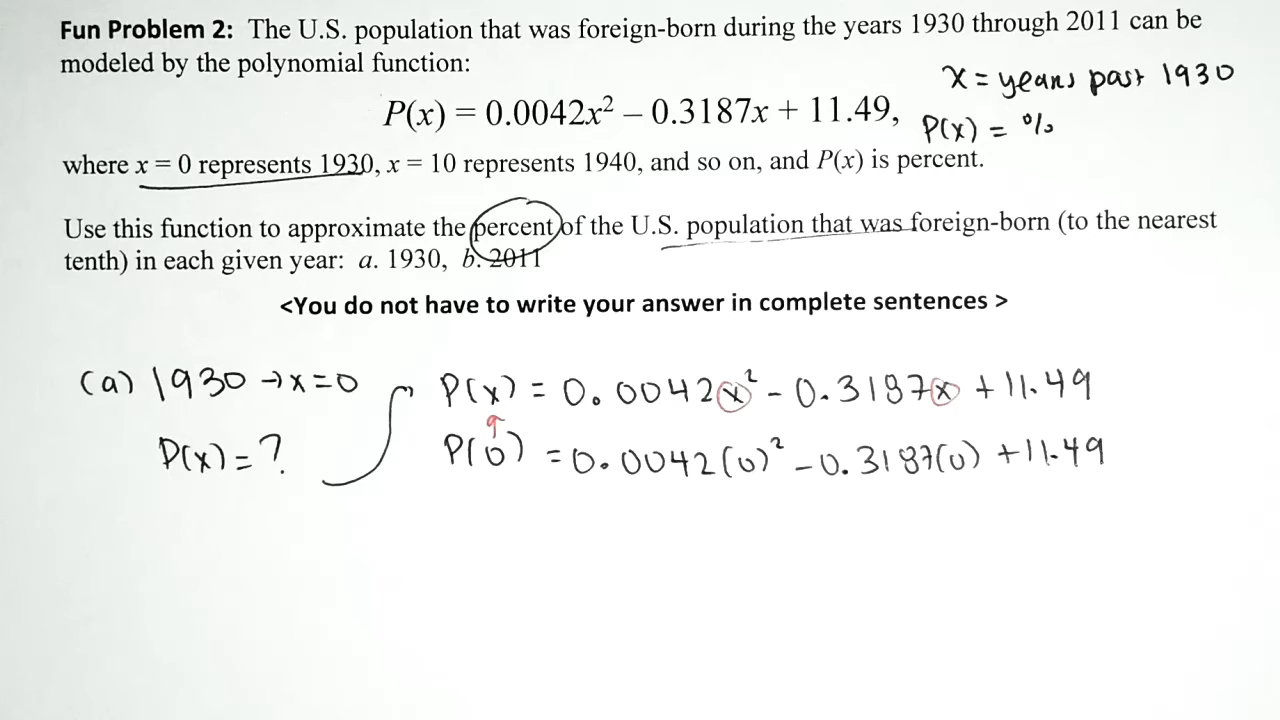 Fun Problem 2: The U.S. population that was foreign-born during the years 1930 through 2011 can be
modeled by the polynomial function:
x = years past 1930
P(x) = 0.0042x² – 0.3187x + 11.49,
P(x) = %
where x = 0 represents 1930, x = 10 represents 1940, and so on, and P(x) is percent.
Use this function to approximate the percent of the U.S. population that was foreign-born (to the nearest
tenth) in each given year: a. 1930, b. 2011
<You do not have to write your answer in complete sentences >
(a) 1930 → x = 0
P(x) = 0.0042x² - 0.3187x + 11.49
P(x) = ?
P(0) = 0.0042(0)² - 0.3187(0) + 11.49